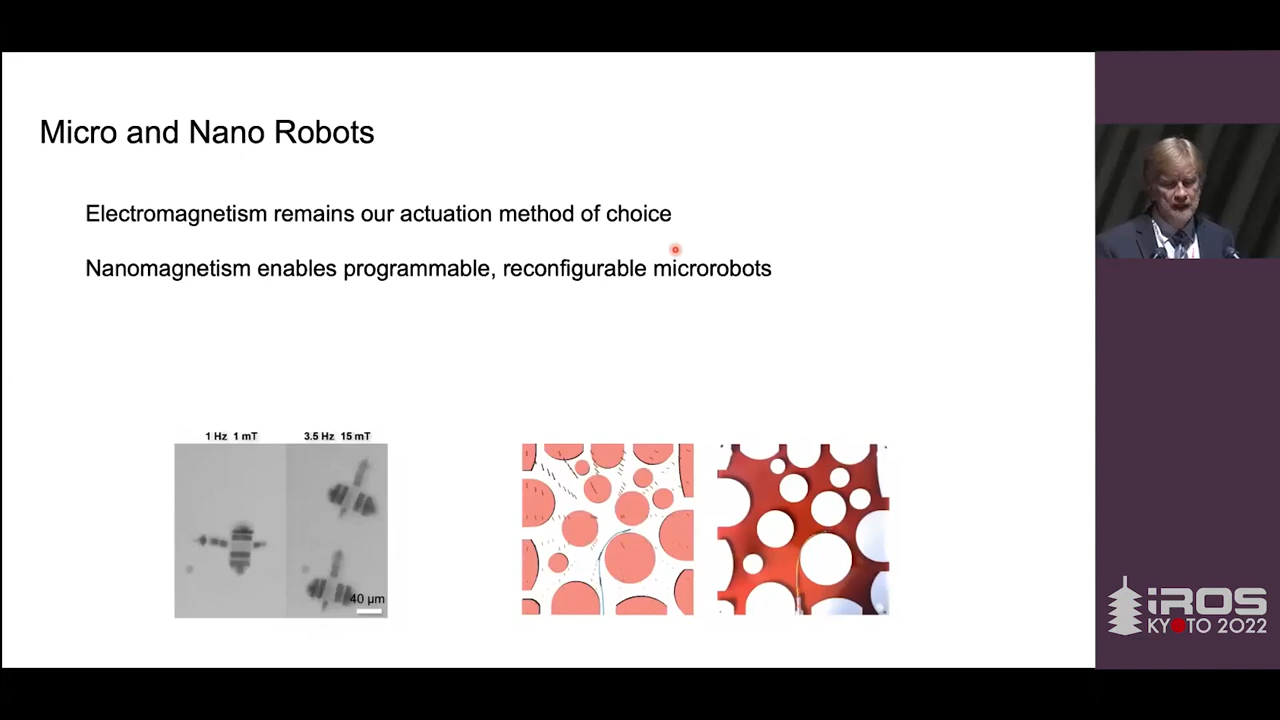 Micro and Nano Robots
Electromagnetism remains our actuation method of choice
Nanomagnetism enables programmable, reconfigurable microrobots
1 Hz 1 mT
3.5 Hz 15 mT
40 µm
iROS
KYOTO 2022